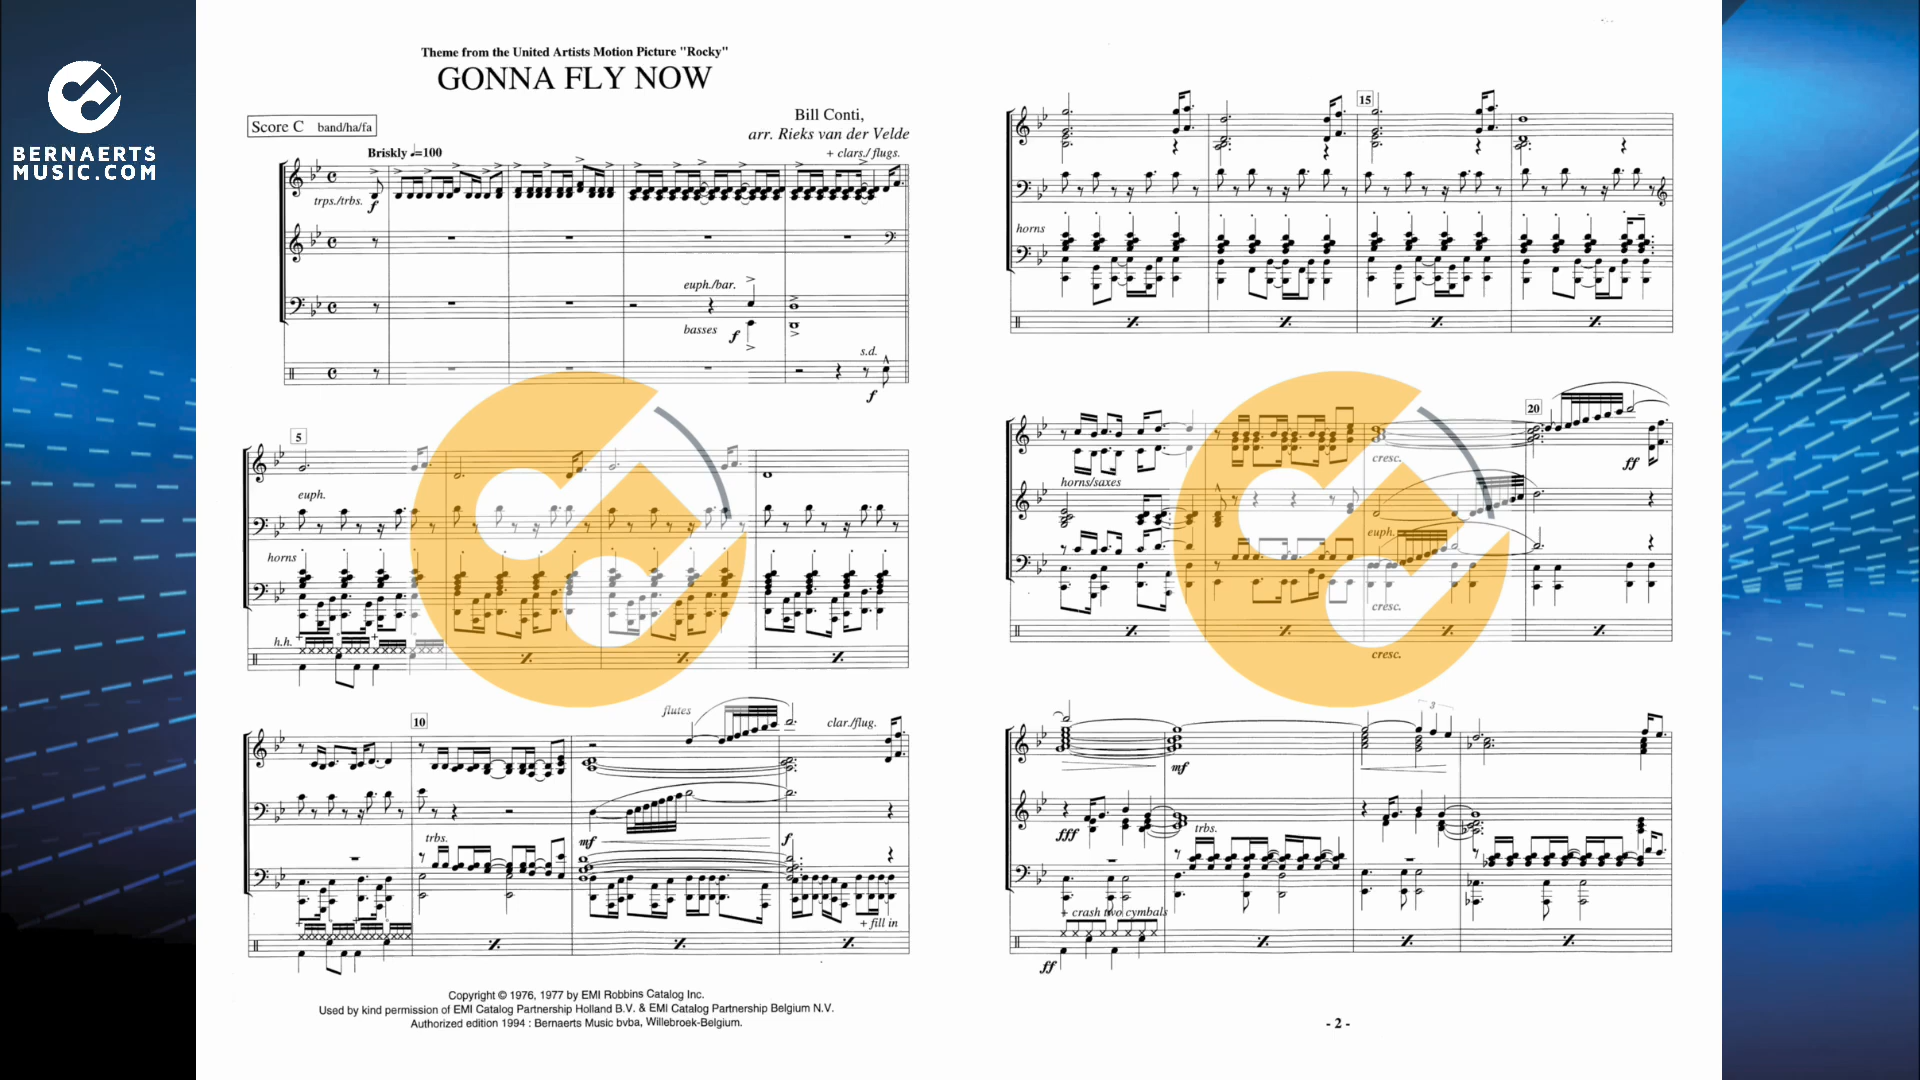 BERNAERTS
MUSIC.COM
Theme from the United Artists Motion Picture "Rocky"
GONNA FLY NOW
Score C band/ha/fa
Bill Conti,
arr. Rieks van der Velde
Briskly ♩=100
+ clars./ flugs.
trps./trbs.
f
euph./bar.
basses
f
s.d.
f
5
euph.
horns
h.h.
10
flutes
clar./flug.
trbs.
mf
f
+ fill in
Copyright © 1976, 1977 by EMI Robbins Catalog Inc.
Used by kind permission of EMI Catalog Partnership Holland B.V. & EMI Catalog Partnership Belgium N.V.
Authorized edition 1994 : Bernaerts Music bvba, Willebroek-Belgium.
15
horns
20
cresc.
ff
horns/saxes
euph.
cresc.
cresc.
3
mf
fff
trbs.
+ crash two cymbals
ff
- 2 -